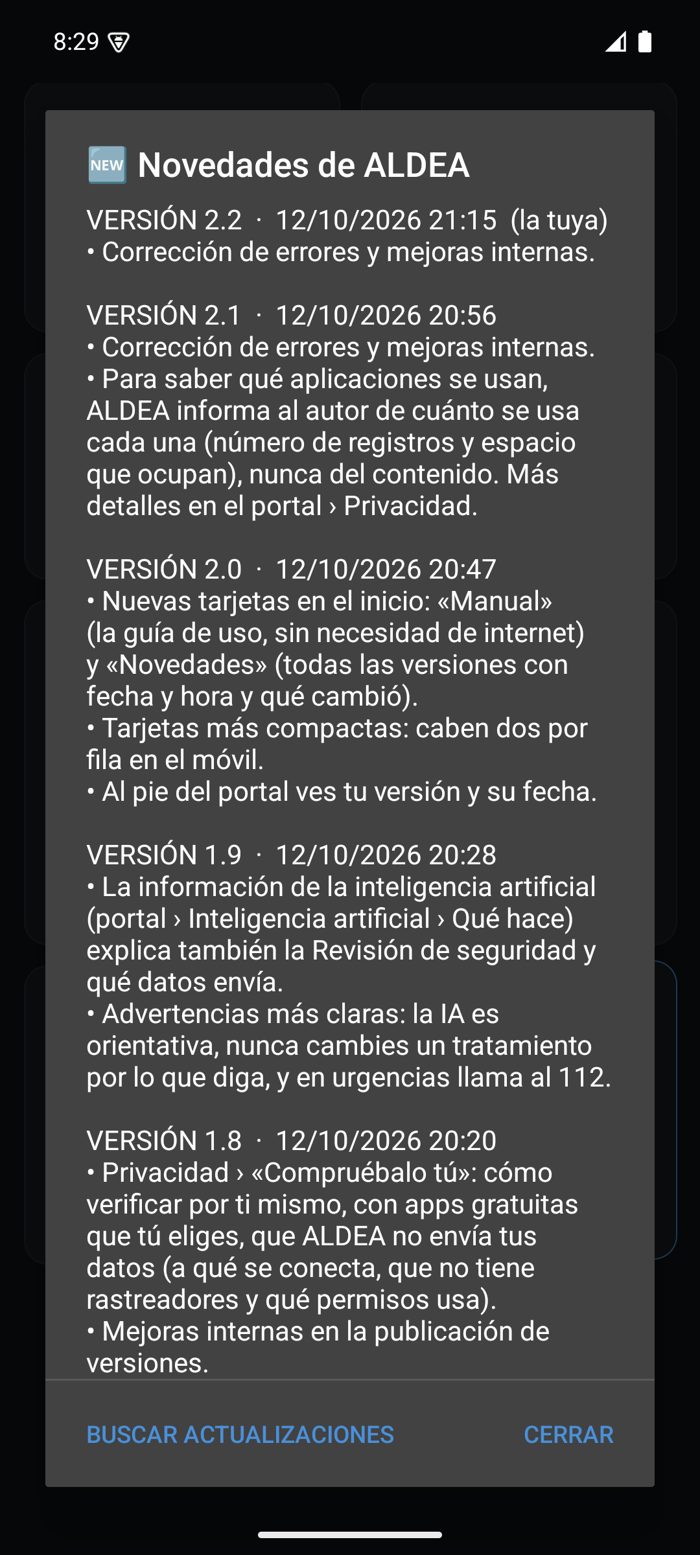 8:29
NEW Novedades de ALDEA
VERSIÓN 2.2 · 12/10/2026 21:15 (la tuya)
• Corrección de errores y mejoras internas.
VERSIÓN 2.1 · 12/10/2026 20:56
• Corrección de errores y mejoras internas.
• Para saber qué aplicaciones se usan,
ALDEA informa al autor de cuánto se usa
cada una (número de registros y espacio
que ocupan), nunca del contenido. Más
detalles en el portal › Privacidad.
VERSIÓN 2.0 · 12/10/2026 20:47
• Nuevas tarjetas en el inicio: «Manual»
(la guía de uso, sin necesidad de internet)
y «Novedades» (todas las versiones con
fecha y hora y qué cambió).
• Tarjetas más compactas: caben dos por
fila en el móvil.
• Al pie del portal ves tu versión y su fecha.
VERSIÓN 1.9 · 12/10/2026 20:28
• La información de la inteligencia artificial
(portal › Inteligencia artificial › Qué hace)
explica también la Revisión de seguridad y
qué datos envía.
• Advertencias más claras: la IA es
orientativa, nunca cambies un tratamiento
por lo que diga, y en urgencias llama al 112.
VERSIÓN 1.8 · 12/10/2026 20:20
• Privacidad › «Compruébalo tú»: cómo
verificar por ti mismo, con apps gratuitas
que tú eliges, que ALDEA no envía tus
datos (a qué se conecta, que no tiene
rastreadores y qué permisos usa).
• Mejoras internas en la publicación de
versiones.
BUSCAR ACTUALIZACIONES
CERRAR